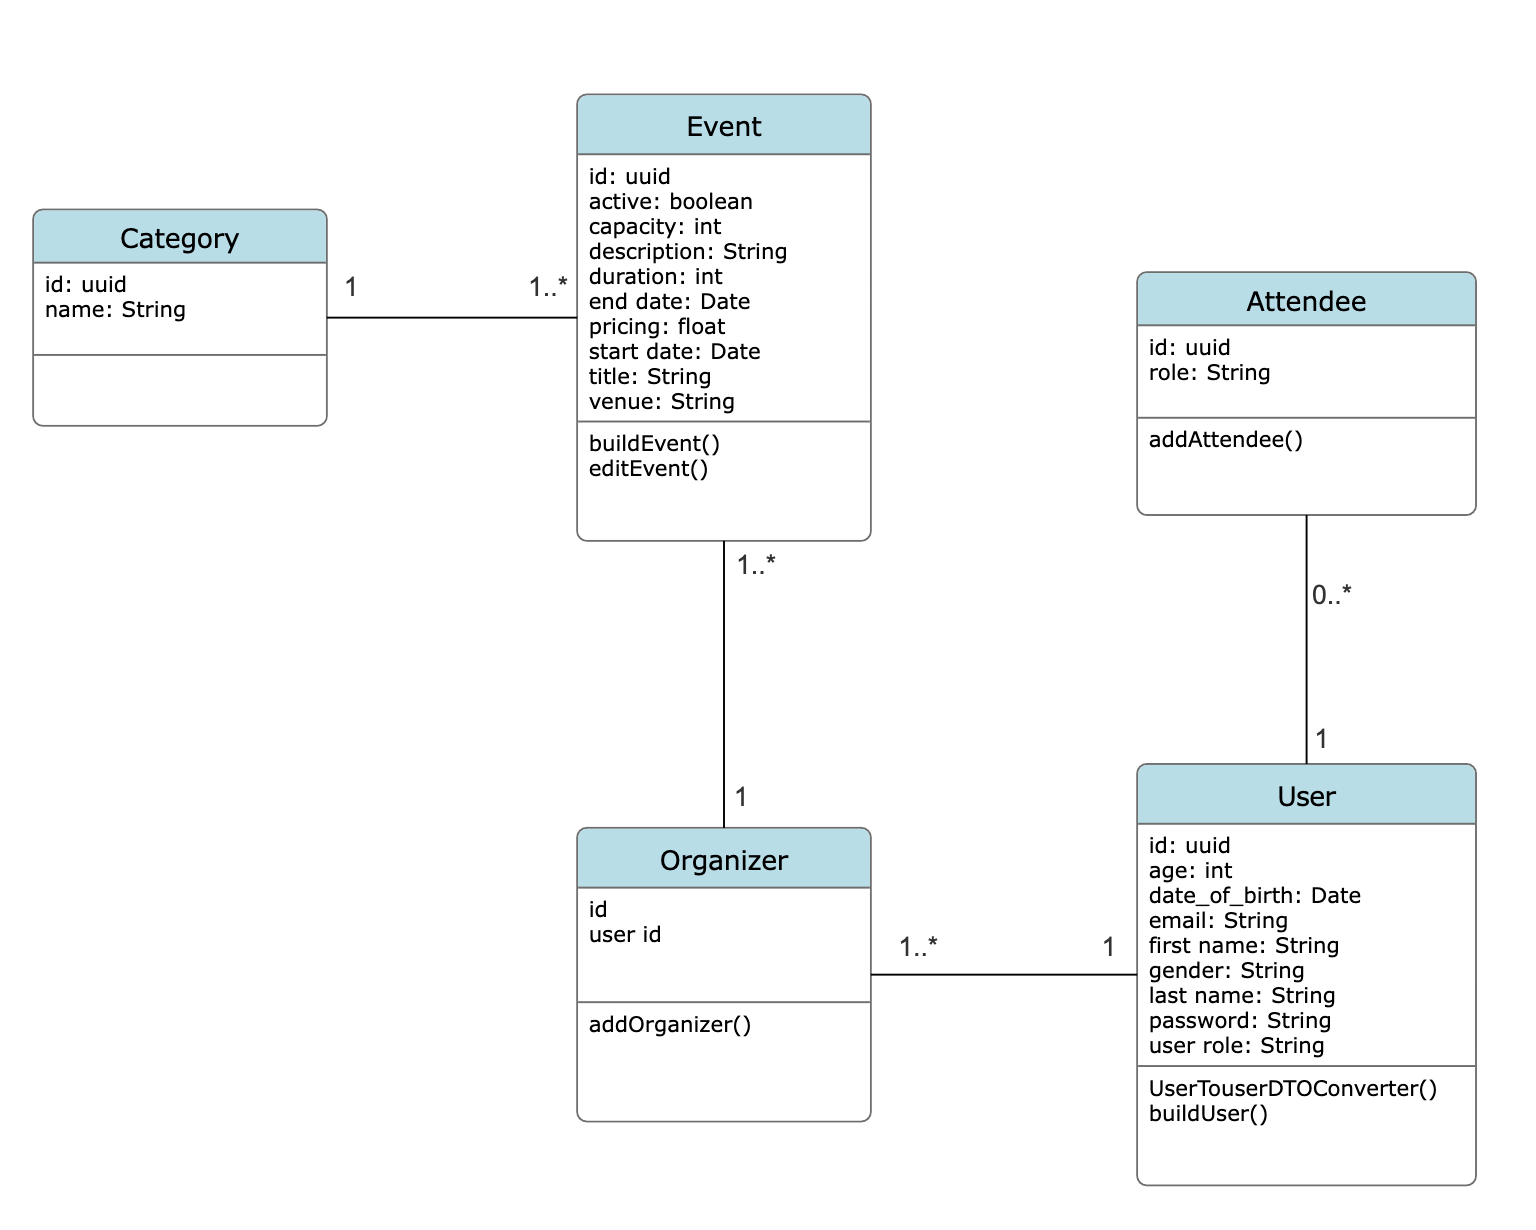 Event
id: uuid
active: boolean
capacity: int
description: String
duration: int
end date: Date
pricing: float
start date: Date
title: String
venue: String
buildEvent()
editEvent()
Category
id: uuid
name: String
1
1..*
Attendee
id: uuid
role: String
addAttendee()
1..*
1
0..*
1
Organizer
id
user id
addOrganizer()
1..*
1
User
id: uuid
age: int
date_of_birth: Date
email: String
first name: String
gender: String
last name: String
password: String
user role: String
UserTouserDTOConverter()
buildUser()